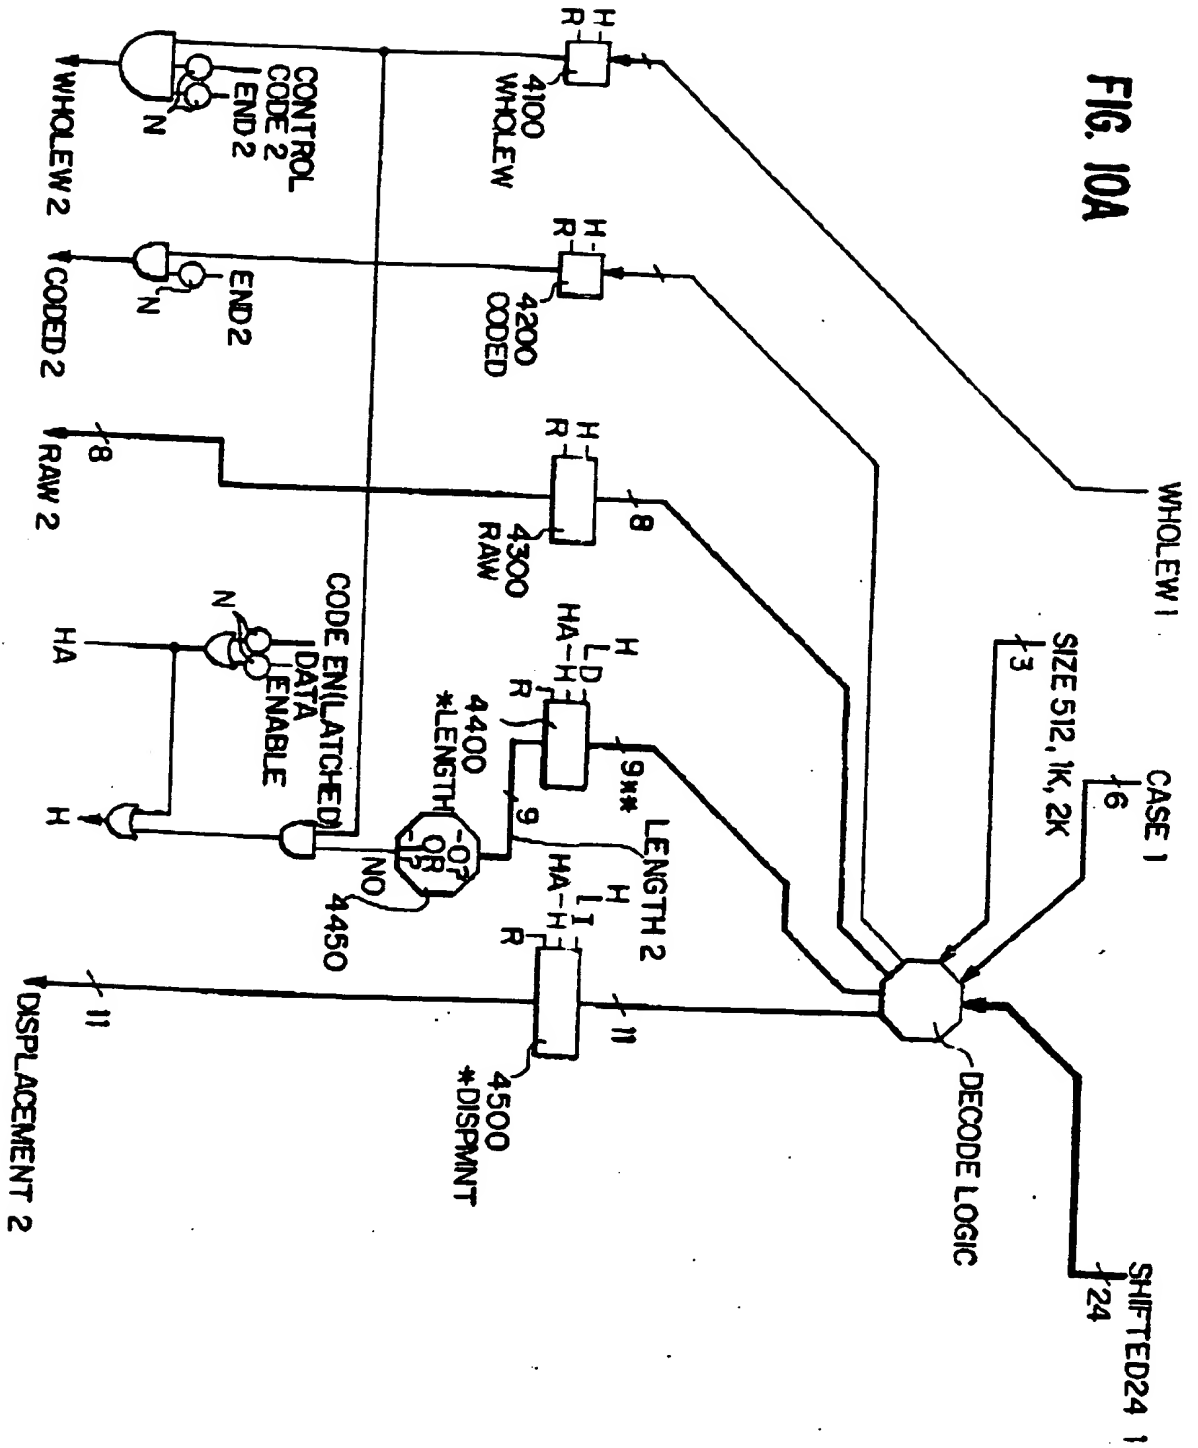 FIG. 10A
WHOLEW 1
SIZE 512, 1K, 2K
3
CASE 1
6
SHIFTED24 1
24
DECODE LOGIC
H
R
4100
WHOLEW
H
R
4200
CODED
8
H
R
4300
RAW
9**
H
LD
HA-H
R
4400
*LENGTH
9
LENGTH 2
11
H
LI
HA-H
R
4500
*DISPMNT
-0?
-OR
-?
NO
4450
CONTROL
CODE 2
END 2
N
WHOLEW 2
END 2
N
CODED 2
8
RAW 2
CODE EN(LATCHED)
DATA
ENABLE
N
HA
H
11
DISPLACEMENT 2